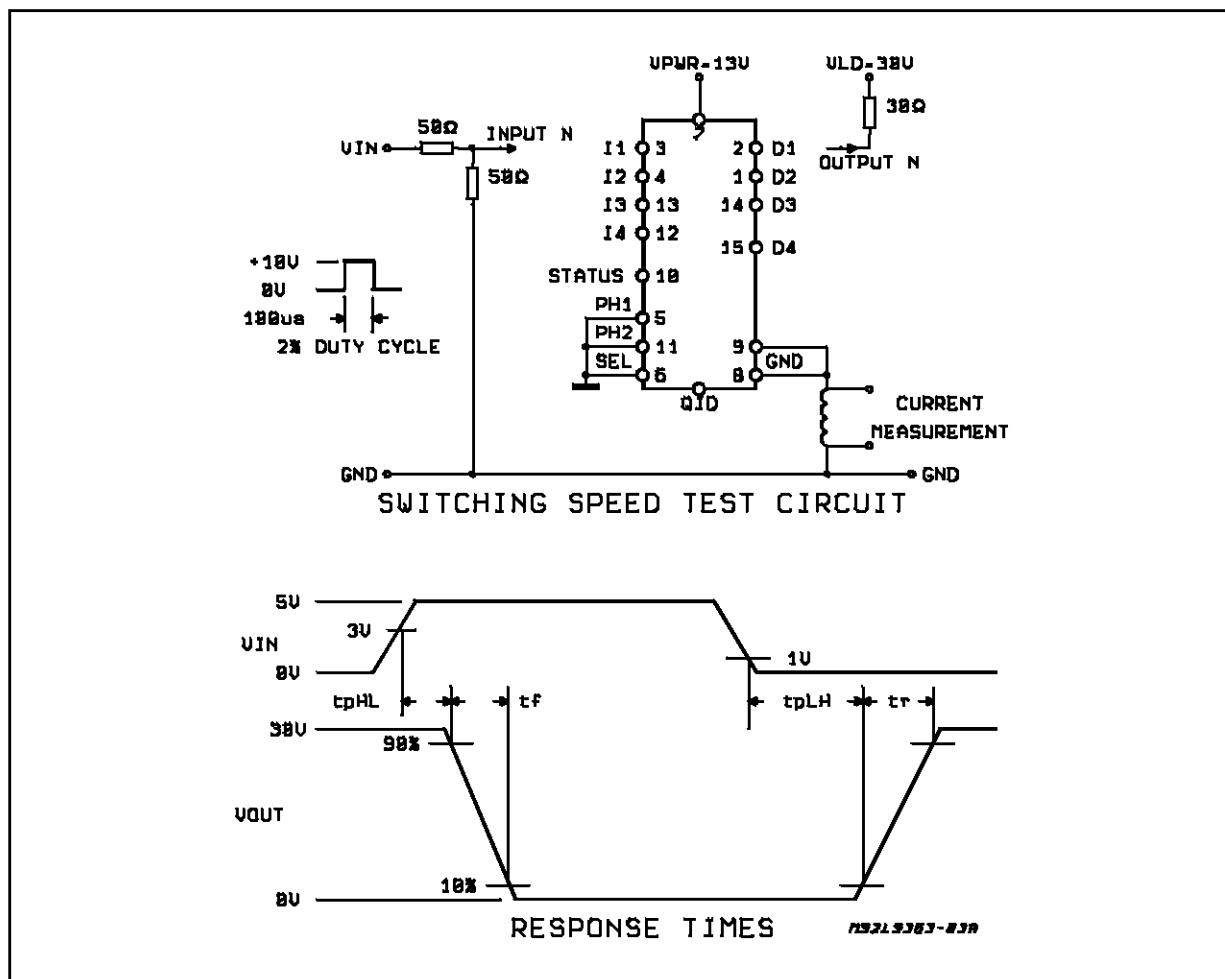 VPWR-13V
VLD-30V
50Ω
30Ω
VIN
INPUT N
I1 3
2 D1
OUTPUT N
50Ω
I2 4
1 D2
I3 13
14 D3
I4 12
15 D4
+10V
STATUS 10
0V
PH1
5
100us
PH2
2% DUTY CYCLE
11
9
SEL
GND
6
8
CURRENT
MEASUREMENT
GND
GND
SWITCHING SPEED TEST CIRCUIT
5V
3V
VIN
1V
0V
tpHL
tf
tpLH
tr
30V
90%
VOUT
10%
0V
RESPONSE TIMES
M92L9363-03A